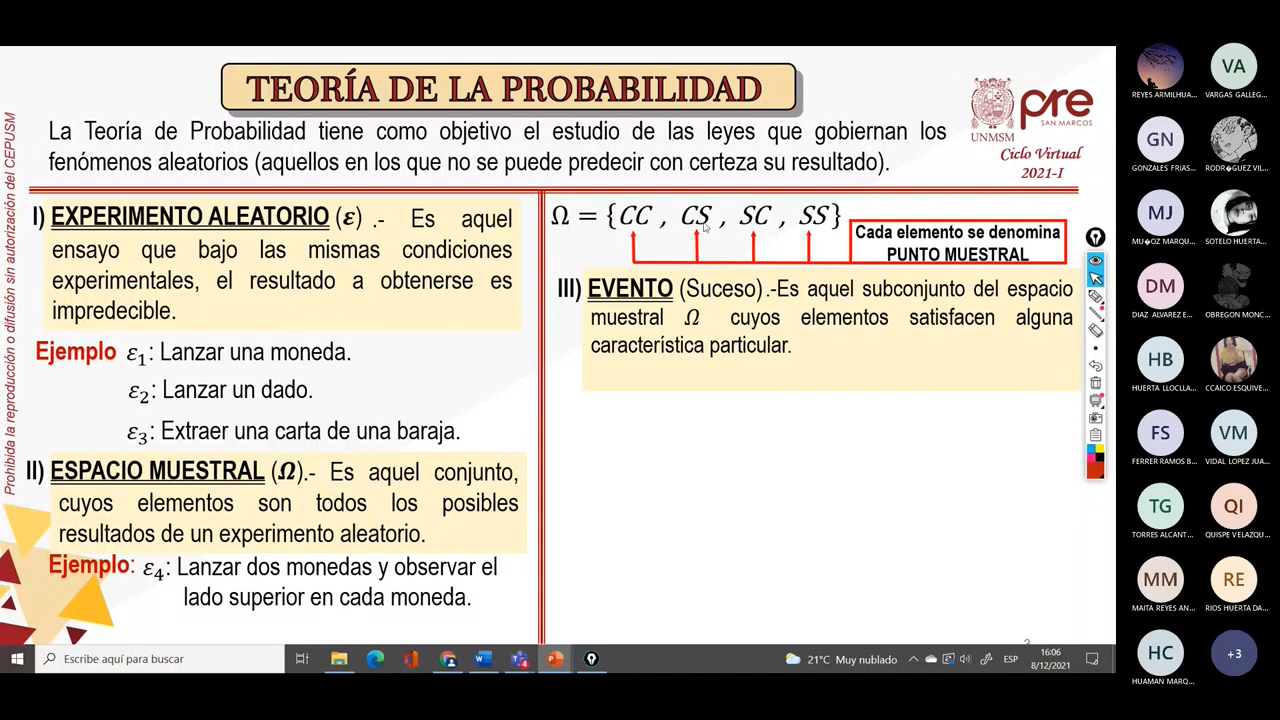 TEORÍA DE LA PROBABILIDAD
UNMSM
pre
SAN MARCOS
Ciclo Virtual
2021-I
La Teoría de Probabilidad tiene como objetivo el estudio de las leyes que gobiernan los
fenómenos aleatorios (aquellos en los que no se puede predecir con certeza su resultado).
Prohibida la reproducción o difusión sin autorización del CEPUSM
I) EXPERIMENTO ALEATORIO (ε) .- Es aquel
ensayo que bajo las mismas condiciones
experimentales, el resultado a obtenerse es
impredecible.
Ejemplo ε₁: Lanzar una moneda.
ε₂: Lanzar un dado.
ε₃: Extraer una carta de una baraja.
II) ESPACIO MUESTRAL (Ω).- Es aquel conjunto,
cuyos elementos son todos los posibles
resultados de un experimento aleatorio.
Ejemplo: ε₄: Lanzar dos monedas y observar el
lado superior en cada moneda.
Ω = {CC , CS , SC , SS}
Cada elemento se denomina
PUNTO MUESTRAL
III) EVENTO (Suceso).-Es aquel subconjunto del espacio
muestral Ω cuyos elementos satisfacen alguna
característica particular.
Escribe aquí para buscar
21°C Muy nublado
ESP
16:06
8/12/2021
REYES ARMILHUA...
VA
VARGAS GALLEG...
GN
GONZALES FRIAS...
RODR�GUEZ VIL...
MJ
MU�OZ MARQU...
SOTELO HUERTA...
DM
DIAZ ALVAREZ E...
OBREGON MONC...
HB
HUERTA LLOCLLA...
CCAICO ESQUIVE...
FS
FERRER RAMOS B...
VM
VIDAL LOPEZ JUA...
TG
TORRES ALCANT...
QI
QUISPE VELAZQU...
MM
MAITA REYES AN...
RE
RIOS HUERTA DA...
HC
HUAMAN MARQ...
+3